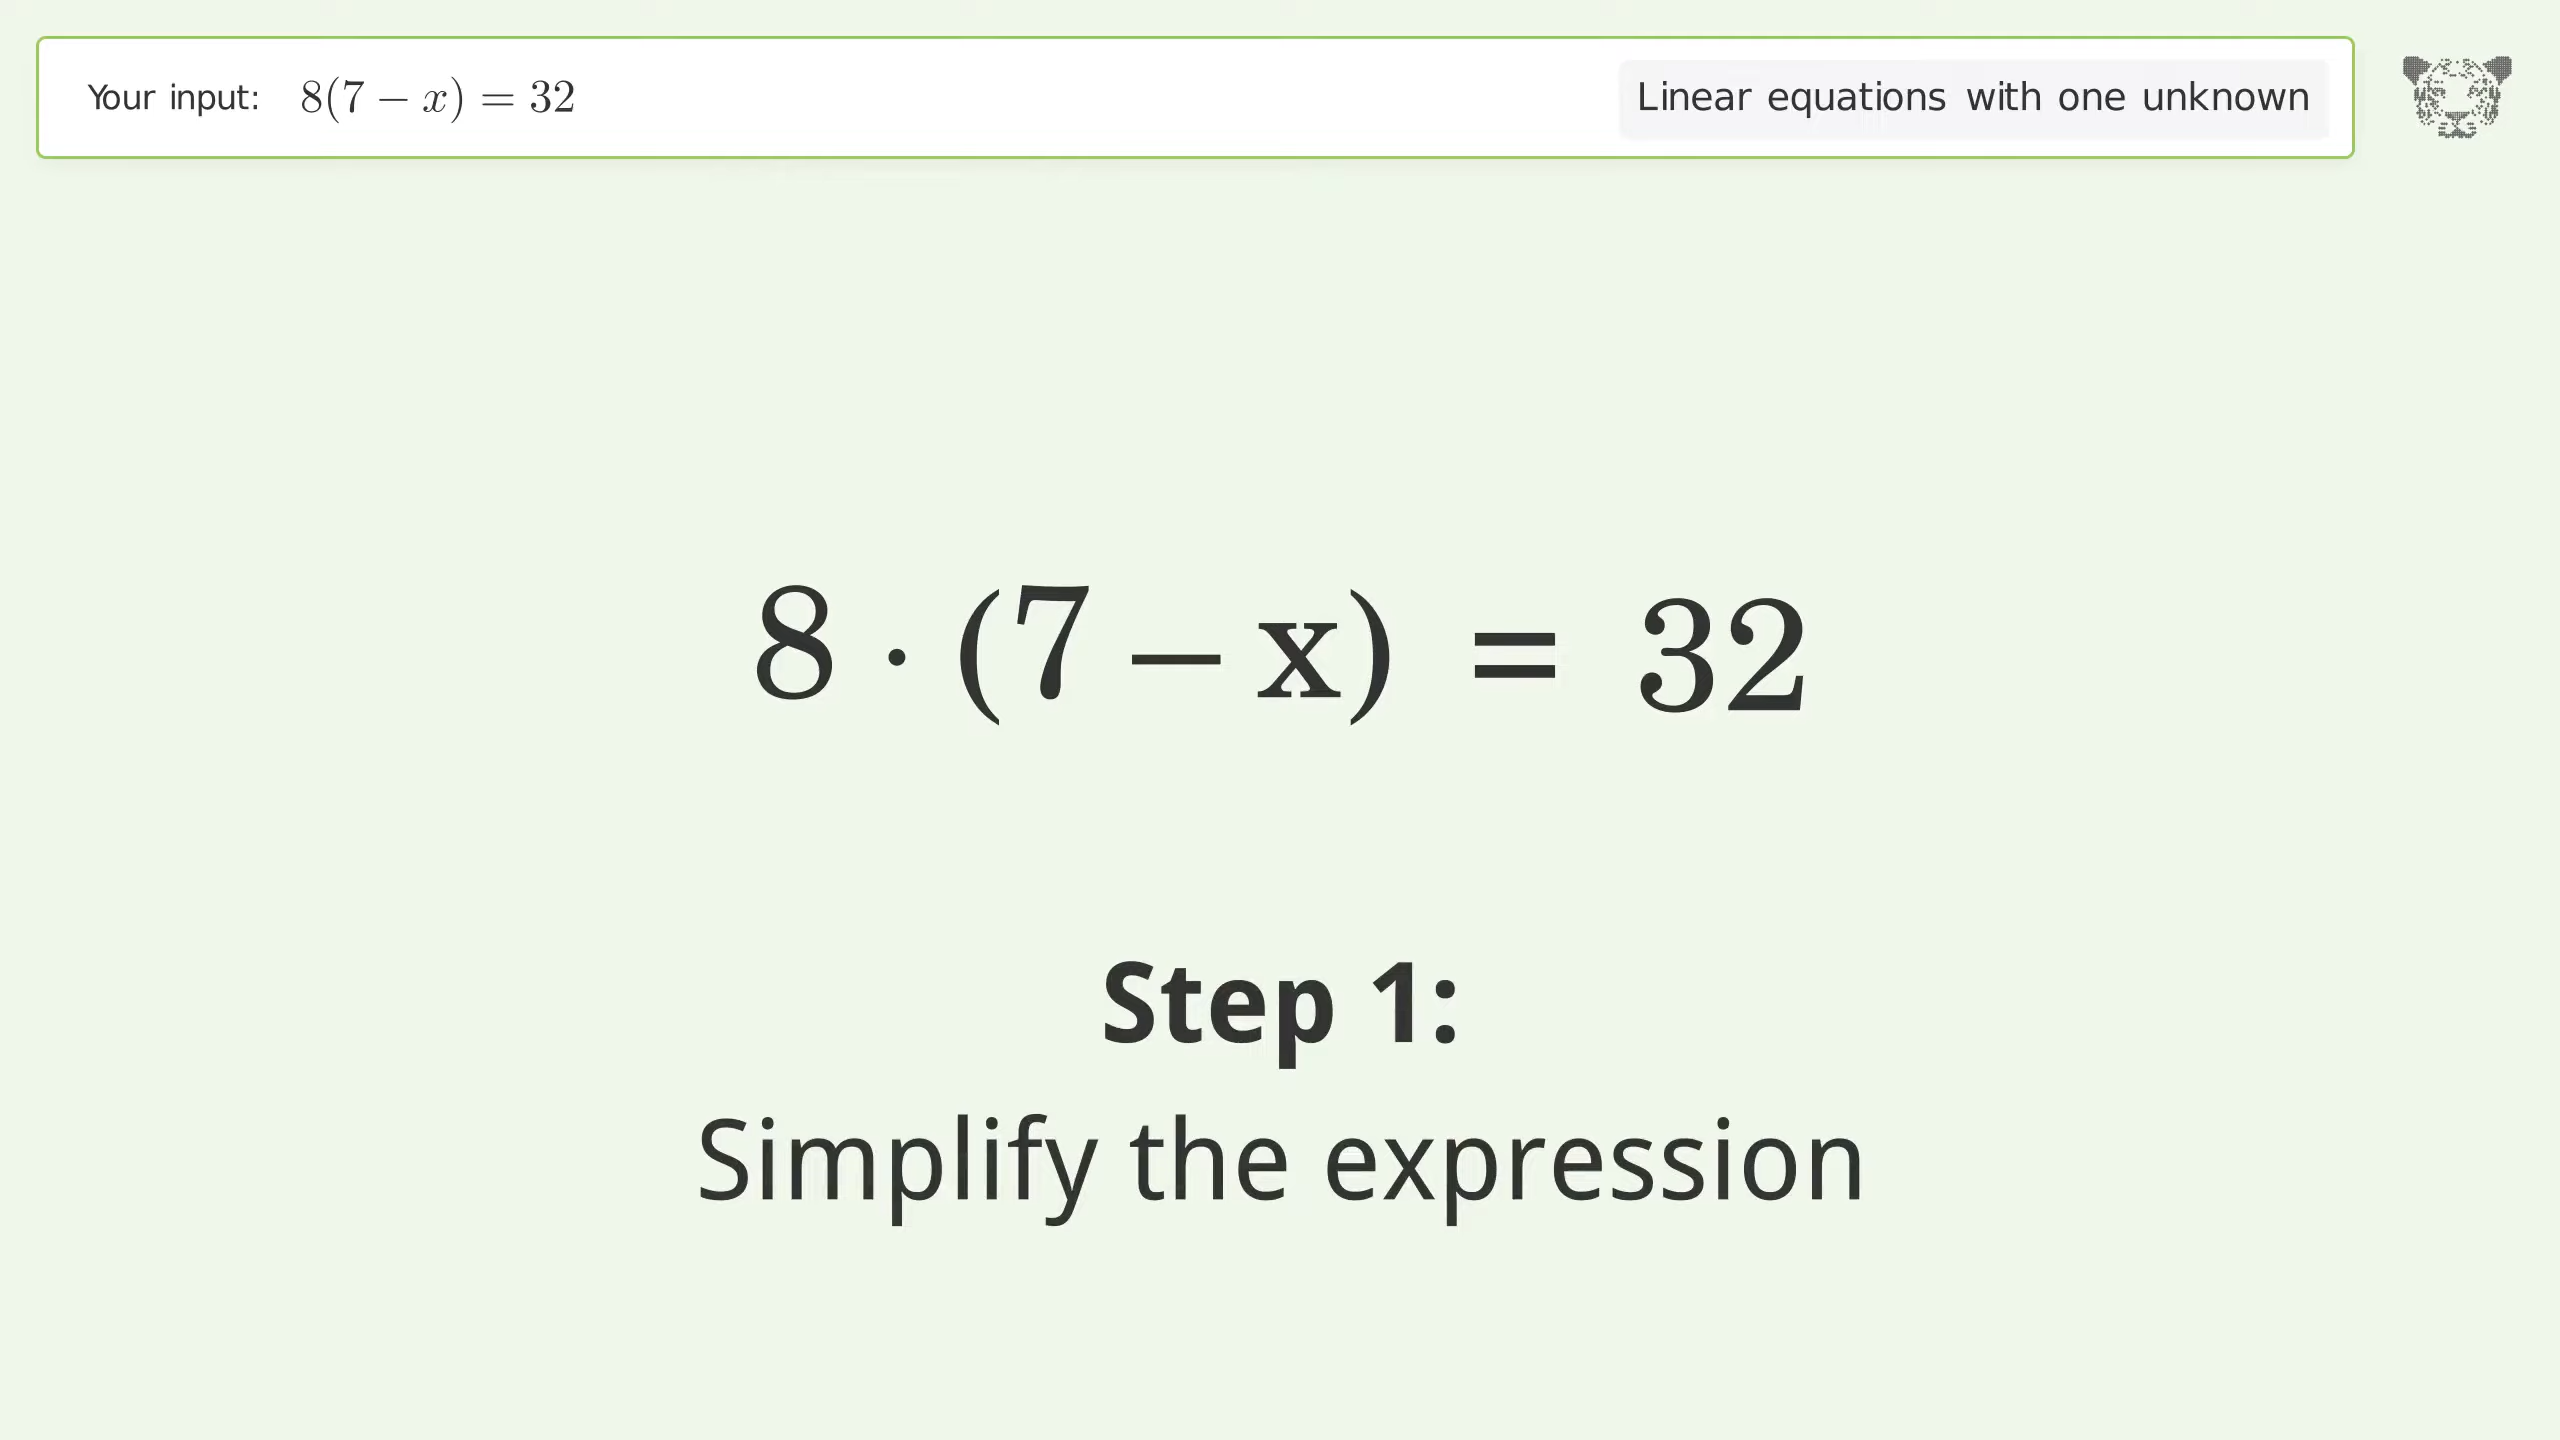 Your input: 8(7 − x) = 32
Linear equations with one unknown
8 · (7 − x) = 32
Step 1:
Simplify the expression